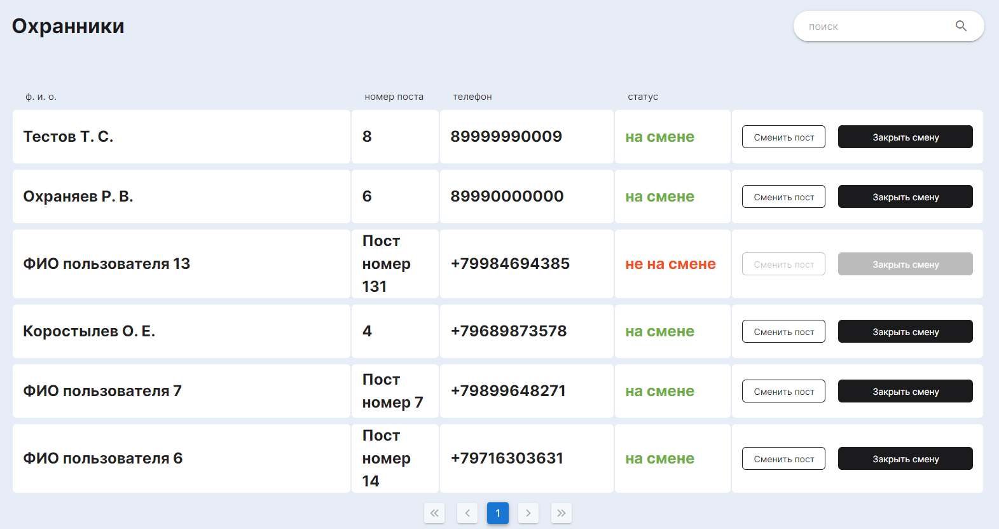 Охранники
поиск
ф. и. о. номер поста телефон статус
Тестов Т. С. 8 89999990009 на смене Сменить пост Закрыть смену
Охраняев Р. В. 6 89990000000 на смене Сменить пост Закрыть смену
ФИО пользователя 13
Пост
номер
131
+79984694385 не на смене Сменить пост Закрыть смену
Коростылев О. Е. 4 +79689873578 на смене Сменить пост Закрыть смену
ФИО пользователя 7
Пост
номер 7
+79899648271 на смене Сменить пост Закрыть смену
ФИО пользователя 6
Пост
номер
14
+79716303631 на смене Сменить пост Закрыть смену
1